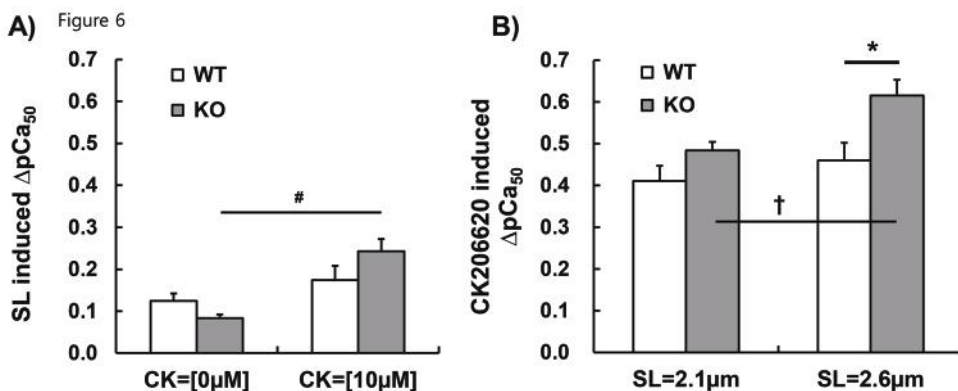 Figure 6
A)
SL induced ΔpCa50
0.7
0.6
0.5
0.4
0.3
0.2
0.1
0.0
WT
KO
#
CK=[0μM]
CK=[10μM]
B)
CK206620 induced
ΔpCa50
0.7
0.6
0.5
0.4
0.3
0.2
0.1
0.0
WT
KO
*
†
SL=2.1μm
SL=2.6μm